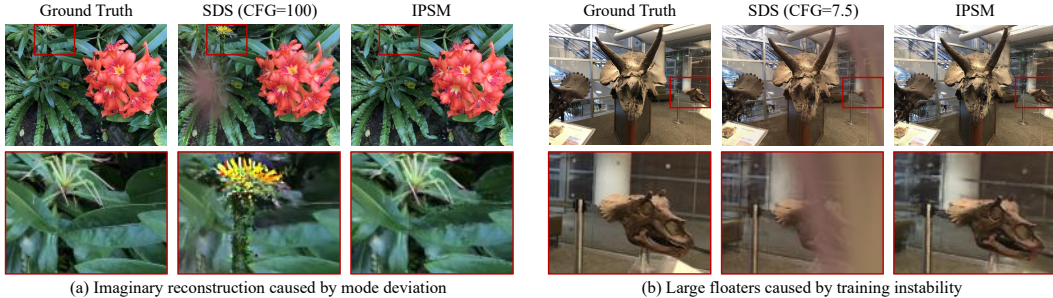 Ground Truth SDS (CFG=100) IPSM
Ground Truth SDS (CFG=7.5) IPSM
(a) Imaginary reconstruction caused by mode deviation
(b) Large floaters caused by training instability